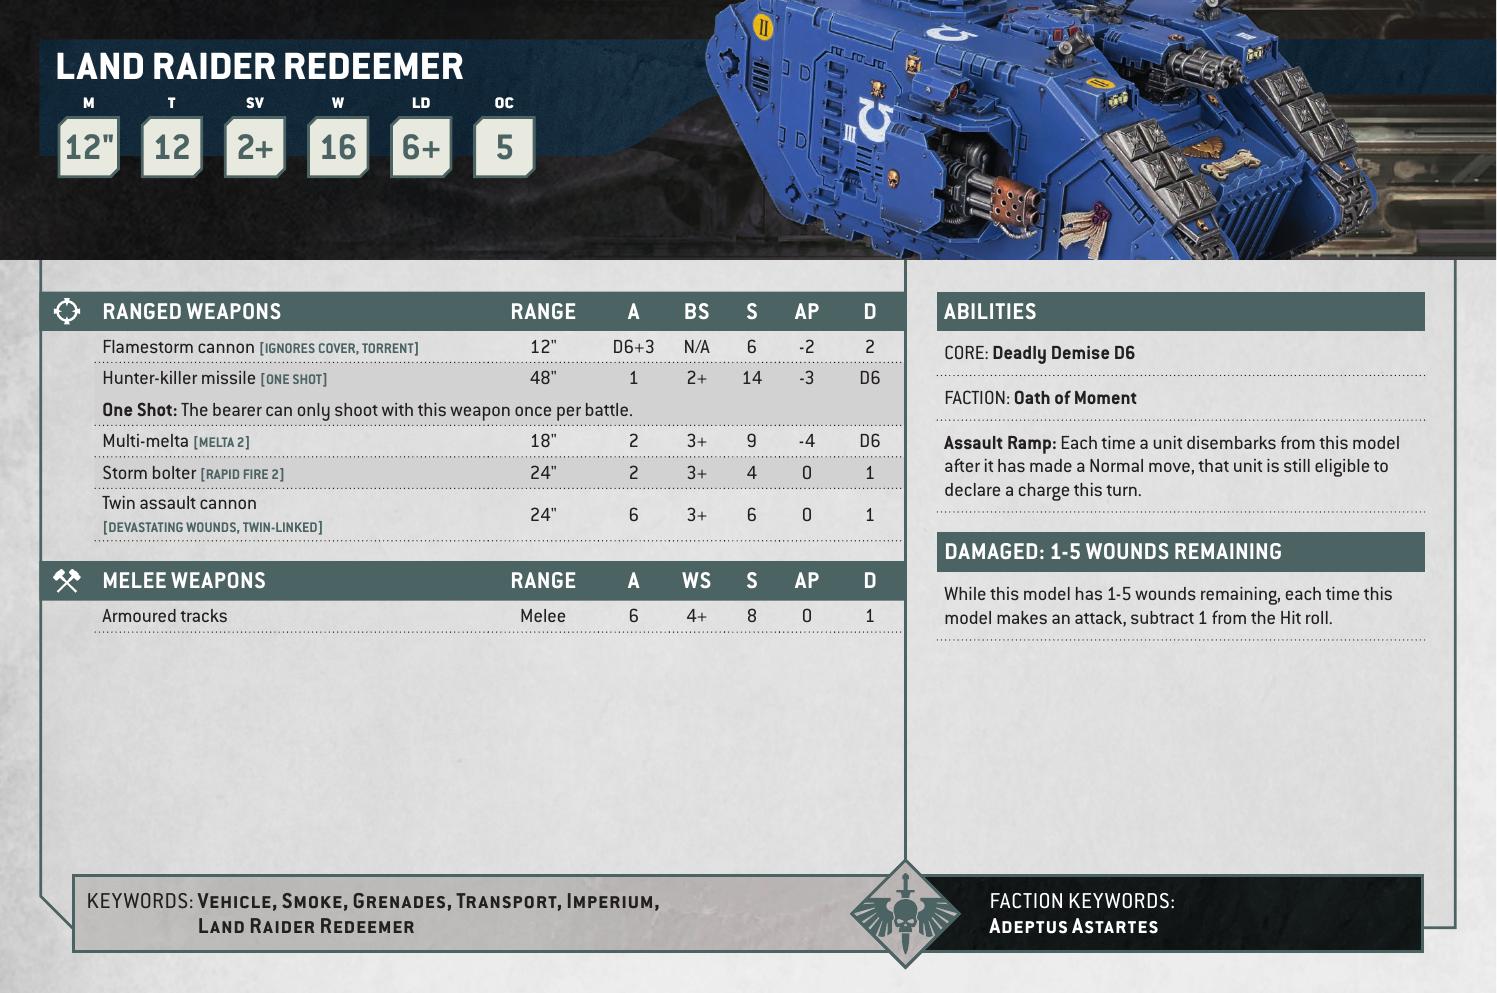 LAND RAIDER REDEEMER
M T SV W LD OC
12" 12 2+ 16 6+ 5
II
III
RANGED WEAPONS RANGE A BS S AP D
Flamestorm cannon [IGNORES COVER, TORRENT] 12" D6+3 N/A 6 -2 2
Hunter-killer missile [ONE SHOT] 48" 1 2+ 14 -3 D6
One Shot: The bearer can only shoot with this weapon once per battle.
Multi-melta [MELTA 2] 18" 2 3+ 9 -4 D6
Storm bolter [RAPID FIRE 2] 24" 2 3+ 4 0 1
Twin assault cannon
[DEVASTATING WOUNDS, TWIN-LINKED] 24" 6 3+ 6 0 1
MELEE WEAPONS RANGE A WS S AP D
Armoured tracks Melee 6 4+ 8 0 1
ABILITIES
CORE: Deadly Demise D6
FACTION: Oath of Moment
Assault Ramp: Each time a unit disembarks from this model
after it has made a Normal move, that unit is still eligible to
declare a charge this turn.
DAMAGED: 1-5 WOUNDS REMAINING
While this model has 1-5 wounds remaining, each time this
model makes an attack, subtract 1 from the Hit roll.
KEYWORDS: VEHICLE, SMOKE, GRENADES, TRANSPORT, IMPERIUM,
LAND RAIDER REDEEMER
FACTION KEYWORDS:
ADEPTUS ASTARTES